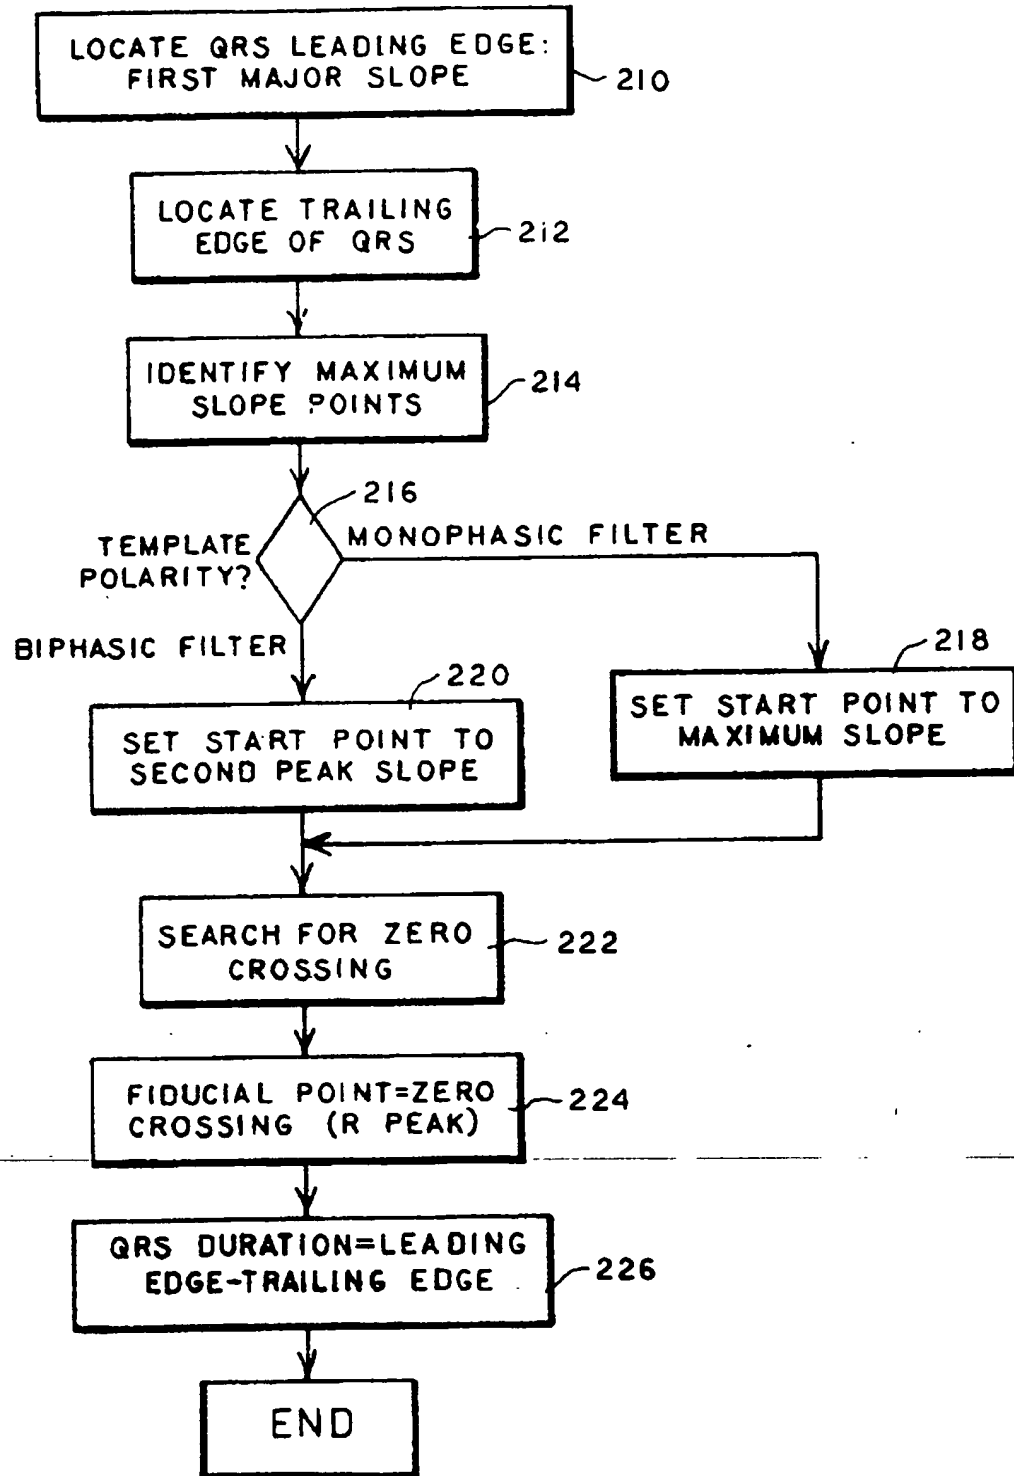 LOCATE QRS LEADING EDGE:
FIRST MAJOR SLOPE
210
LOCATE TRAILING
EDGE OF QRS
212
IDENTIFY MAXIMUM
SLOPE POINTS
214
216
TEMPLATE
POLARITY?
MONOPHASIC FILTER
BIPHASIC FILTER
218
SET START POINT TO
MAXIMUM SLOPE
220
SET START POINT TO
SECOND PEAK SLOPE
SEARCH FOR ZERO
CROSSING
222
FIDUCIAL POINT=ZERO
CROSSING (R PEAK)
224
QRS DURATION=LEADING
EDGE-TRAILING EDGE
226
END